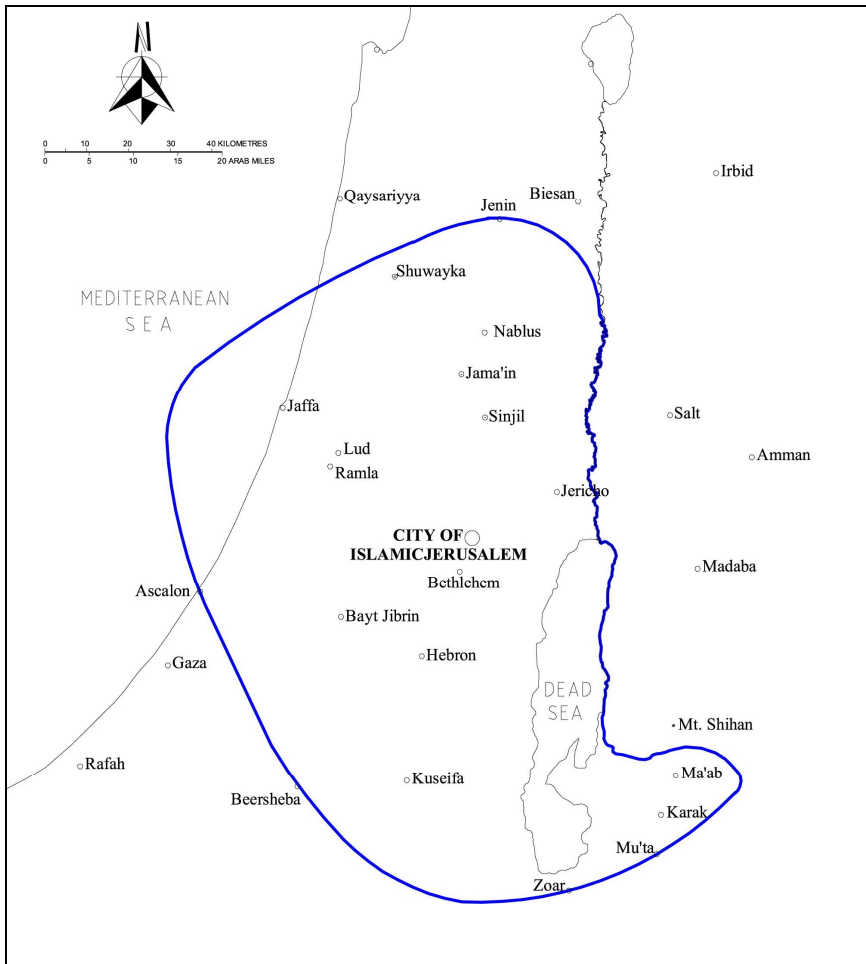 N
0 10 20 30 40 KILOMETRES
0 5 10 15 20 ARAB MILES
Irbid
Qaysariyya
Biesan
Jenin
Shuwayka
MEDITERRANEAN
SEA
Nablus
Jama'in
Jaffa
Sinjil
Salt
Lud
Amman
Ramla
Jericho
CITY OF
ISLAMICJERUSALEM
Bethlehem
Madaba
Ascalon
Bayt Jibrin
Hebron
Gaza
DEAD
SEA
Mt. Shihan
Rafah
Ma'ab
Kuseifa
Beersheba
Karak
Mu'ta
Zoar